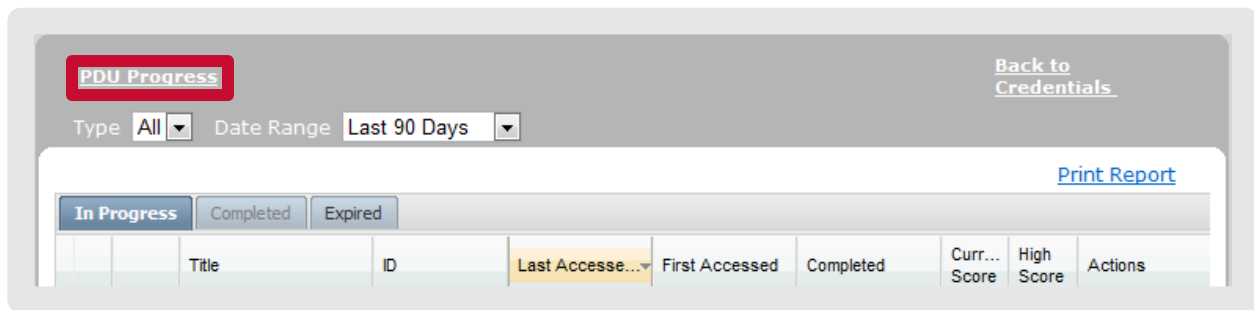 PDU Progress
Back to
Credentials
Type All Date Range Last 90 Days
Print Report
In Progress Completed Expired
Title ID Last Accesse... First Accessed Completed Curr... Score High Score Actions